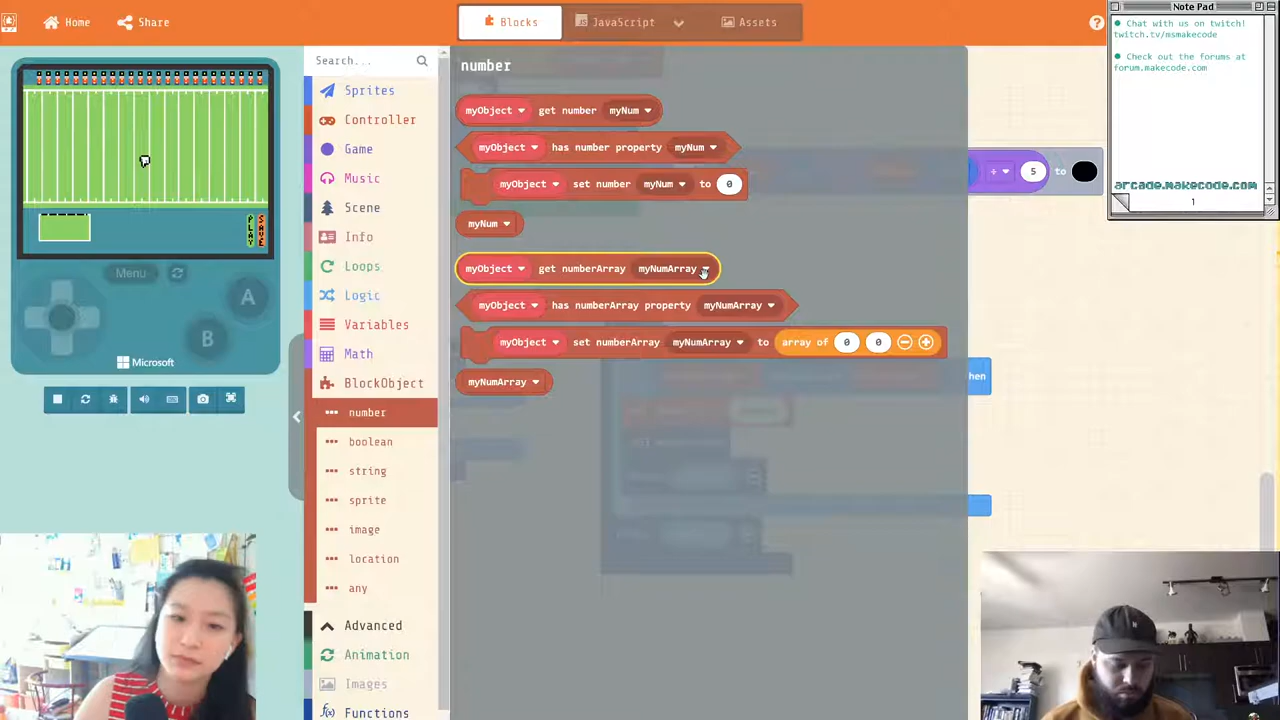 Home
Share
Blocks
JavaScript
Assets
?
Note Pad
Chat with us on twitch!
twitch.tv/msmakecode
Check out the forums at
forum.makecode.com
arcade.makecode.com
1
PLAY
SAVE
Menu
A
B
Microsoft
Search...
Sprites
Controller
Game
Music
Scene
Info
Loops
Logic
Variables
Math
BlockObject
number
boolean
string
sprite
image
location
any
Advanced
Animation
Images
Functions
number
myObject get number myNum
myObject has number property myNum
myObject set number myNum to 0
myNum
myObject get numberArray myNumArray
myObject has numberArray property myNumArray
myObject set numberArray myNumArray to array of 0 0
myNumArray
÷ 5 to
hen